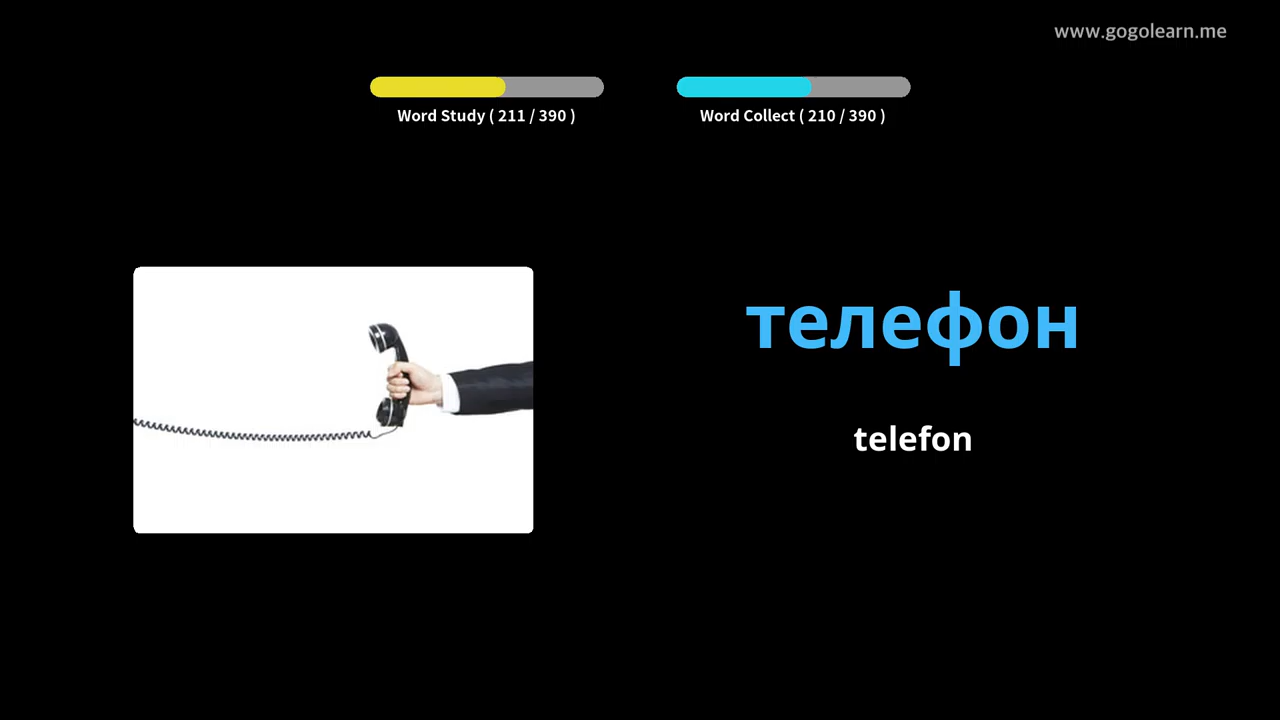 www.gogolearn.me
Word Study ( 211 / 390 )
Word Collect ( 210 / 390 )
телефон
telefon